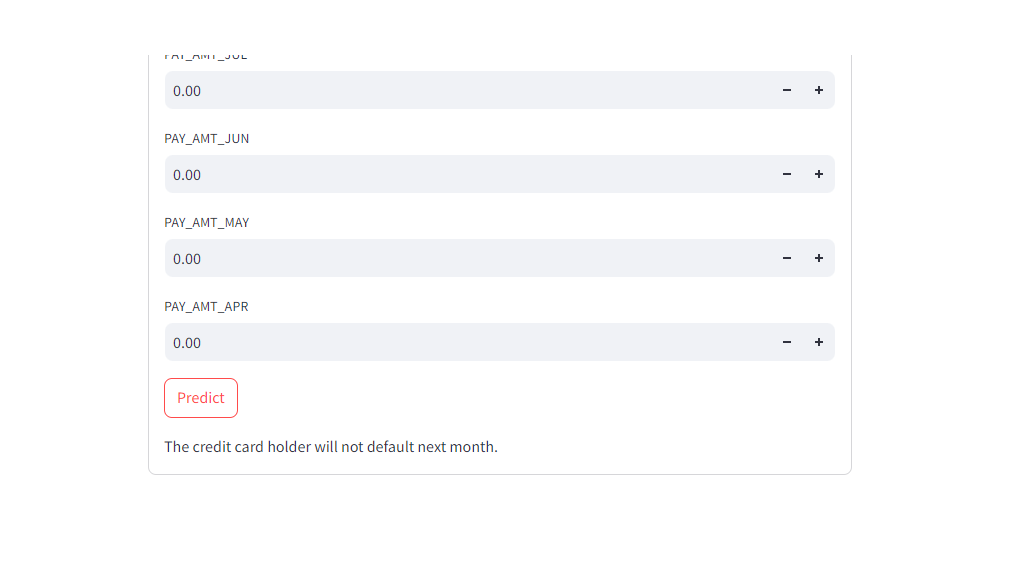 PAY_AMT_JUL
0.00
PAY_AMT_JUN
0.00
PAY_AMT_MAY
0.00
PAY_AMT_APR
0.00
Predict
The credit card holder will not default next month.